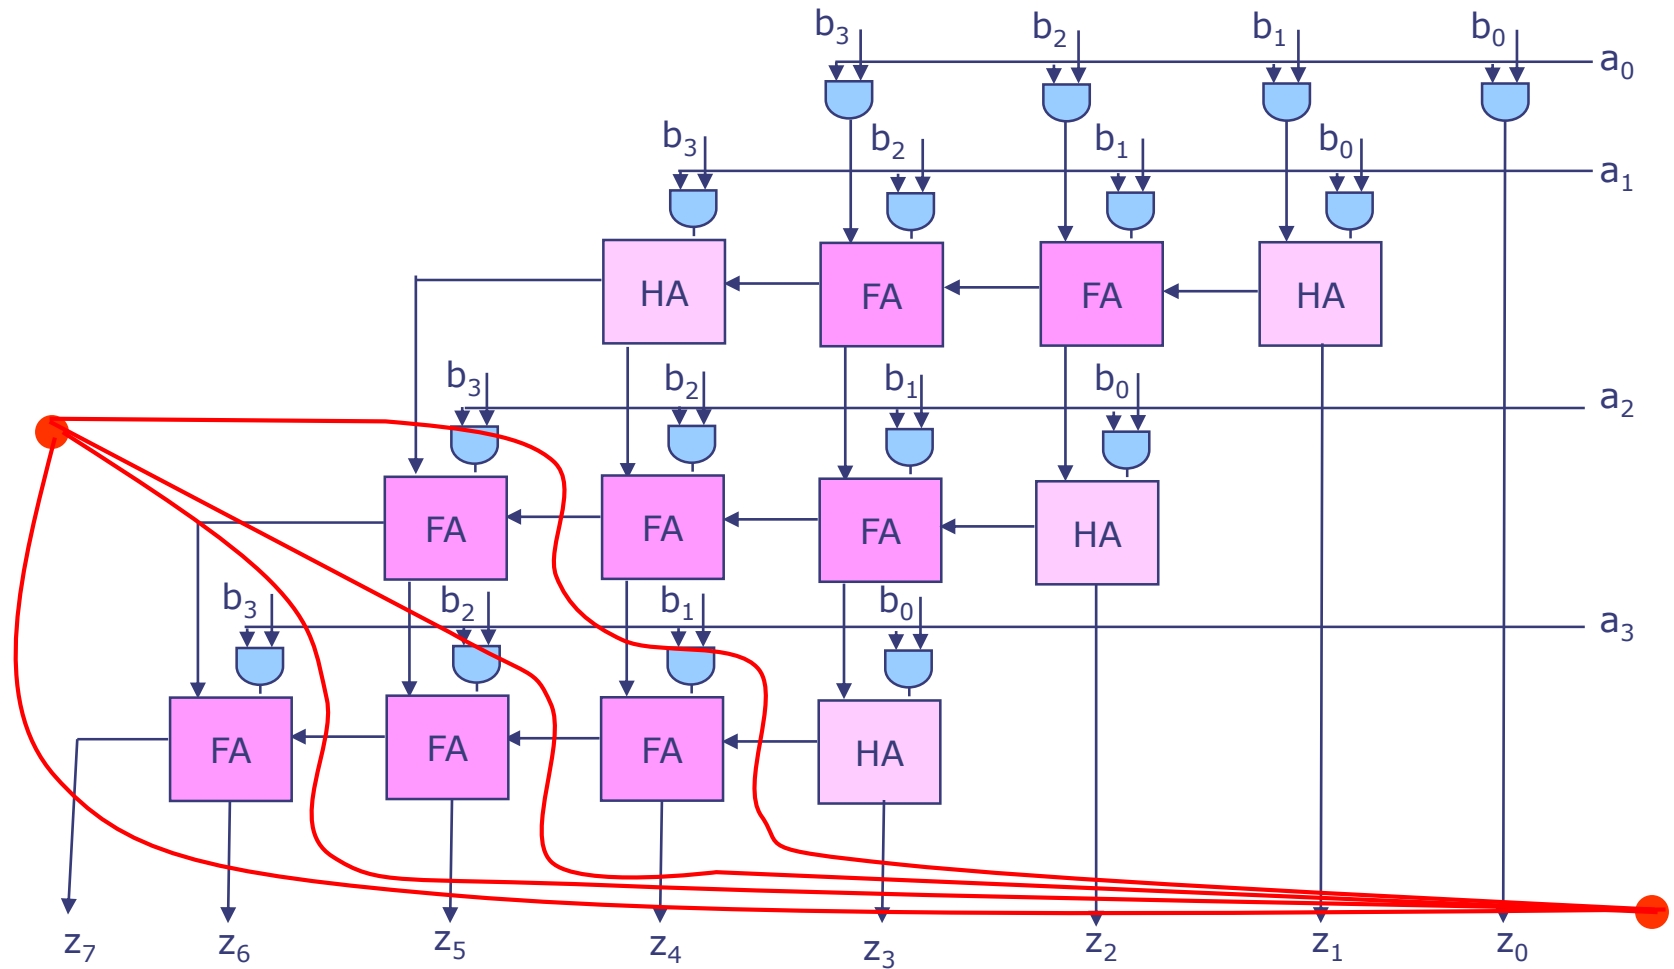 b₃ b₂ b₁ b₀ a₀
b₃ b₂ b₁ b₀ a₁
HA FA FA HA
b₃ b₂ b₁ b₀ a₂
FA FA FA HA
b₃ b₂ b₁ b₀ a₃
FA FA FA HA
z₇ z₆ z₅ z₄ z₃ z₂ z₁ z₀